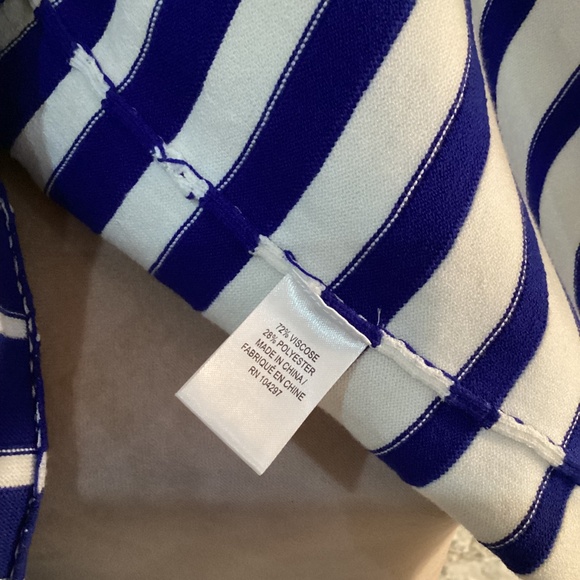 72% VISCOSE
28% POLYESTER
MADE IN CHINA /
FABRIQUÉ EN CHINE
RN 104297